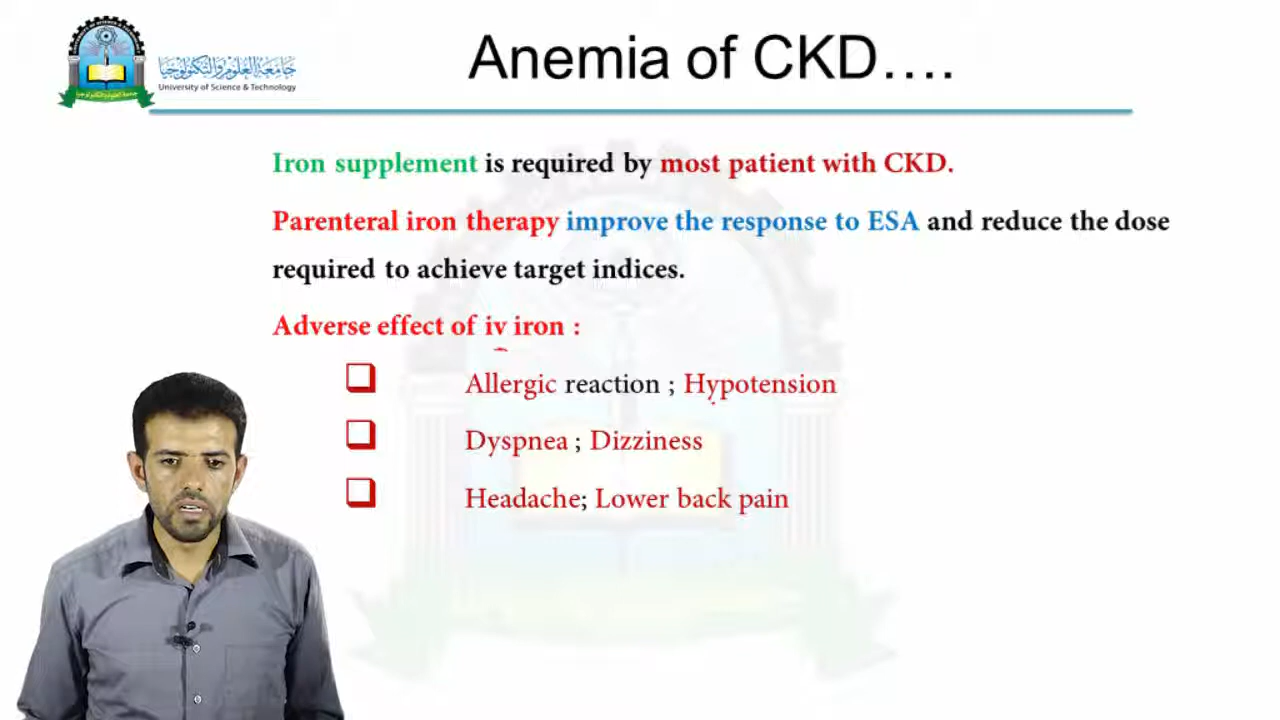 Anemia of CKD….
جامعة العلوم والتكنولوجيا
University of Science & Technology
Iron supplement is required by most patient with CKD.
Parenteral iron therapy improve the response to ESA and reduce the dose
required to achieve target indices.
Adverse effect of iv iron :
Allergic reaction ; Hypotension
Dyspnea ; Dizziness
Headache; Lower back pain